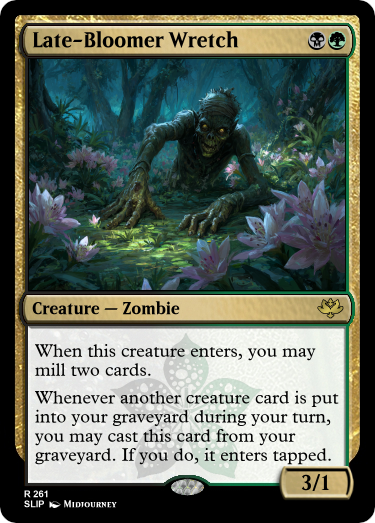 Late-Bloomer Wretch
Creature — Zombie
When this creature enters, you may
mill two cards.
Whenever another creature card is put
into your graveyard during your turn,
you may cast this card from your
graveyard. If you do, it enters tapped.
3/1
R 261
SLIP Midjourney